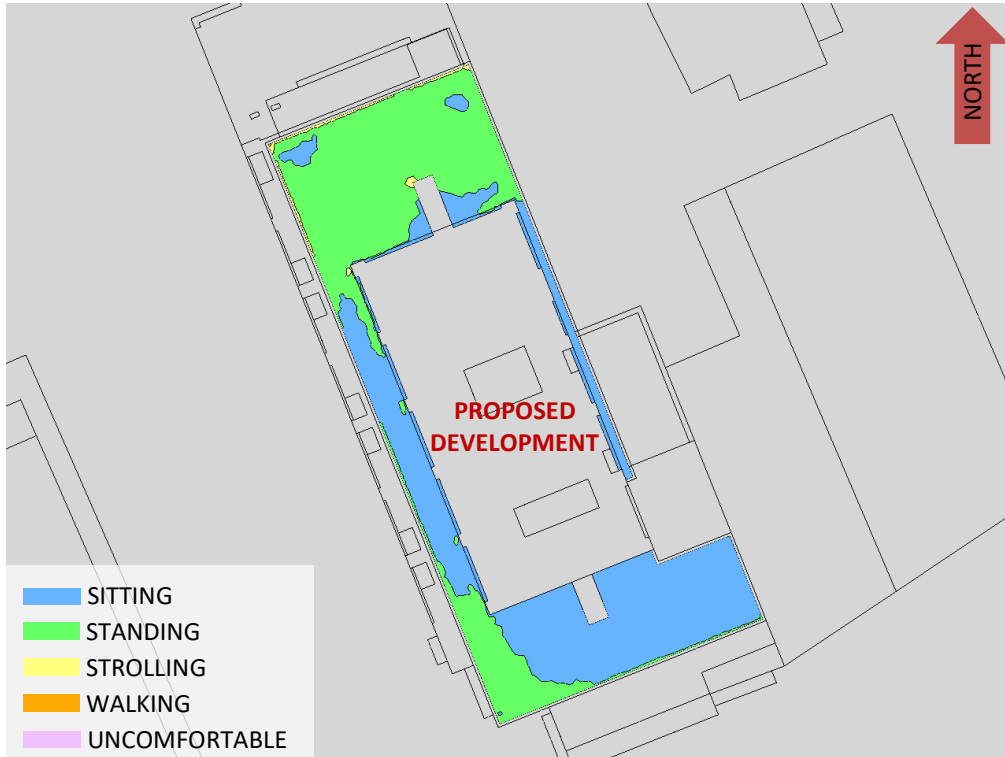 NORTH
PROPOSED
DEVELOPMENT
SITTING
STANDING
STROLLING
WALKING
UNCOMFORTABLE